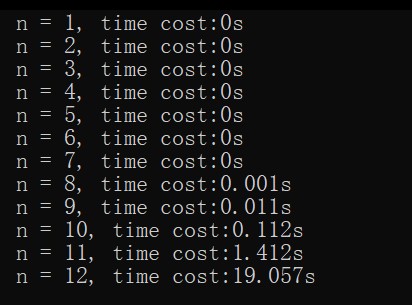 n = 1, time cost:0s
n = 2, time cost:0s
n = 3, time cost:0s
n = 4, time cost:0s
n = 5, time cost:0s
n = 6, time cost:0s
n = 7, time cost:0s
n = 8, time cost:0.001s
n = 9, time cost:0.011s
n = 10, time cost:0.112s
n = 11, time cost:1.412s
n = 12, time cost:19.057s